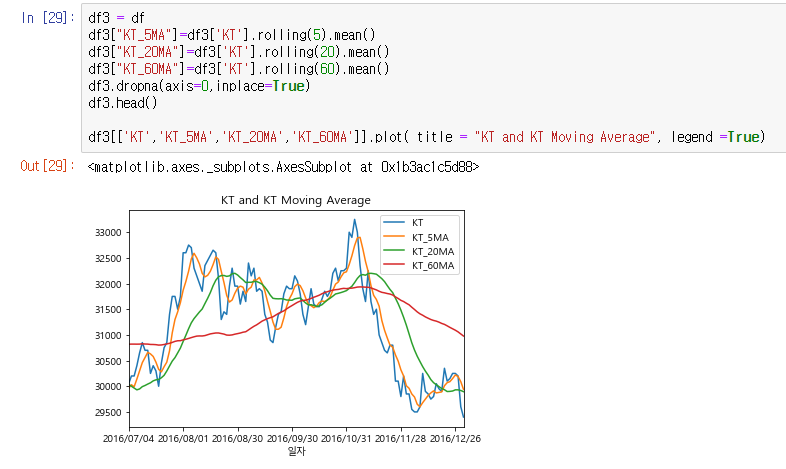 In [29]:
df3 = df
df3["KT_5MA"]=df3['KT'].rolling(5).mean()
df3["KT_20MA"]=df3['KT'].rolling(20).mean()
df3["KT_60MA"]=df3['KT'].rolling(60).mean()
df3.dropna(axis=0,inplace=True)
df3.head()
df3[['KT','KT_5MA','KT_20MA','KT_60MA']].plot( title = "KT and KT Moving Average", legend =True)
Out[29]:
<matplotlib.axes._subplots.AxesSubplot at 0x1b3ac1c5d88>
KT and KT Moving Average
KT
KT_5MA
KT_20MA
KT_60MA
33000
32500
32000
31500
31000
30500
30000
29500
2016/07/04 2016/08/01 2016/08/30 2016/09/30 2016/10/31 2016/11/28 2016/12/26
일자